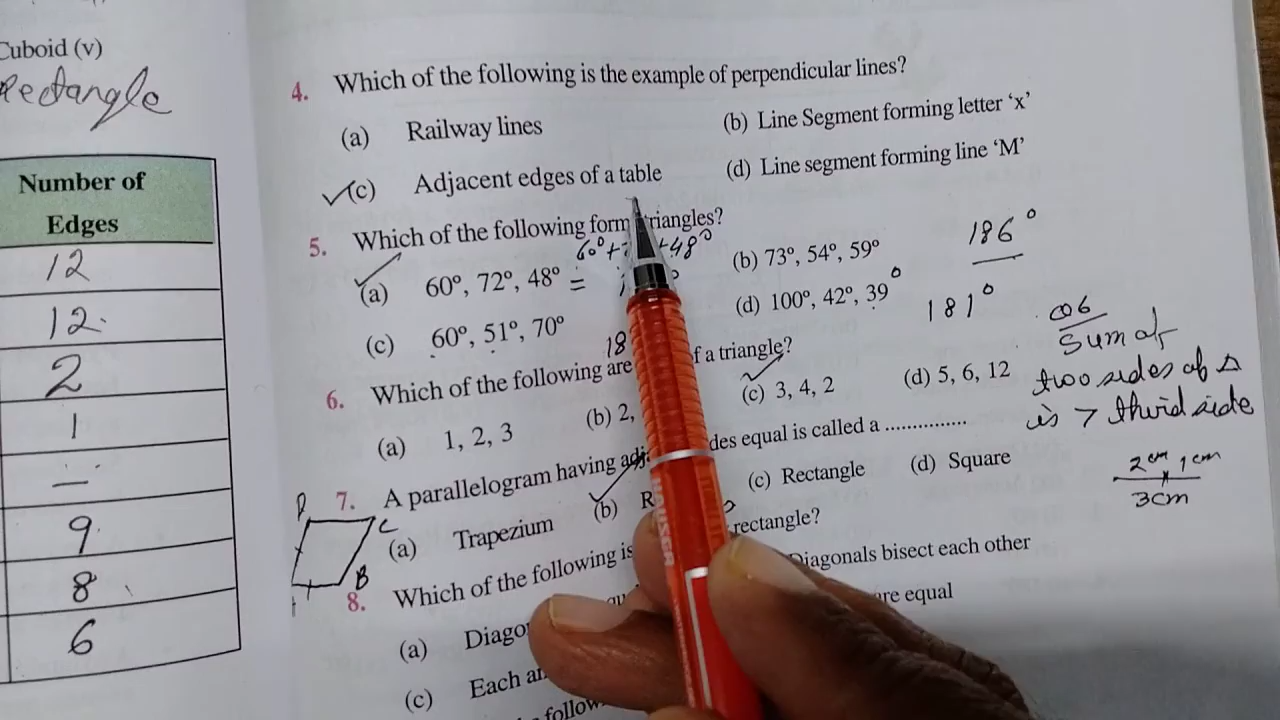 Cuboid (v)
Rectangle
Number of
Edges
12
12
2
1
9
8
6
4. Which of the following is the example of perpendicular lines?
(a) Railway lines
(b) Line Segment forming letter 'x'
(c) Adjacent edges of a table
(d) Line segment forming line 'M'
5. Which of the following form triangles?
60° + +48°
(a) 60°, 72°, 48° =
(b) 73°, 54°, 59°
186°
(c) 60°, 51°, 70°
(d) 100°, 42°, 39°
181°
18
6. Which of the following are of a triangle?
(a) 1, 2, 3
(b) 2,
(c) 3, 4, 2
(d) 5, 6, 12
Sum of
two sides of Δ
is > third side
2cm 1cm
3cm
7. A parallelogram having equal is called a ...............
(a) Trapezium
(b)
(c) Rectangle
(d) Square
C
B
8. Which of the following is rectangle?
(a)
Diagonals bisect each other
(c) Each
are equal